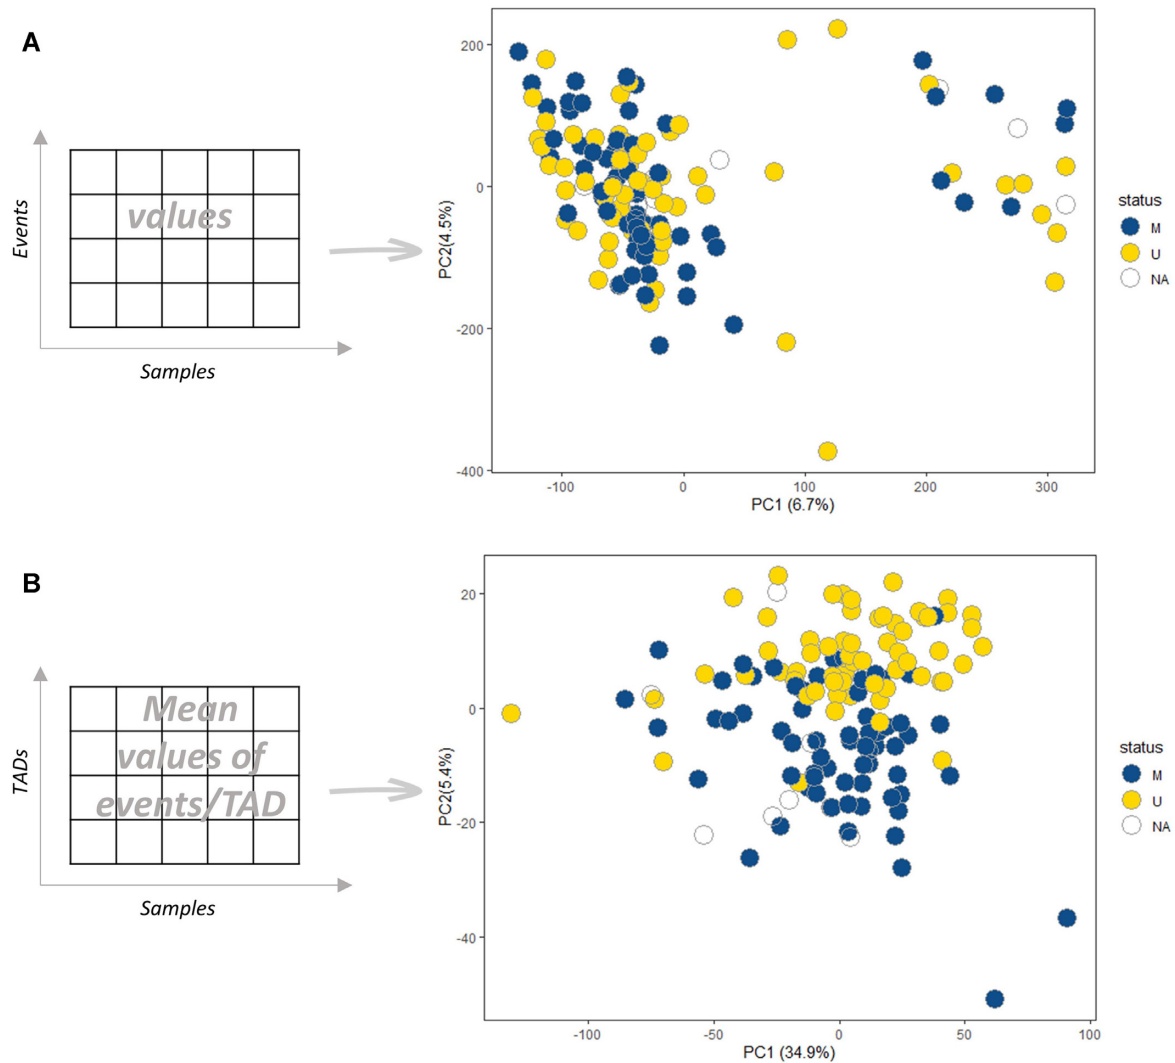 A
Events
values
Samples
PC2(4.5%)
200
0
-200
-400
-100
0
100
200
300
PC1 (6.7%)
status
M
U
NA
B
TADs
Mean
values of
events/TAD
Samples
PC2(5.4%)
20
0
-20
-40
-100
-50
0
50
100
PC1 (34.9%)
status
M
U
NA